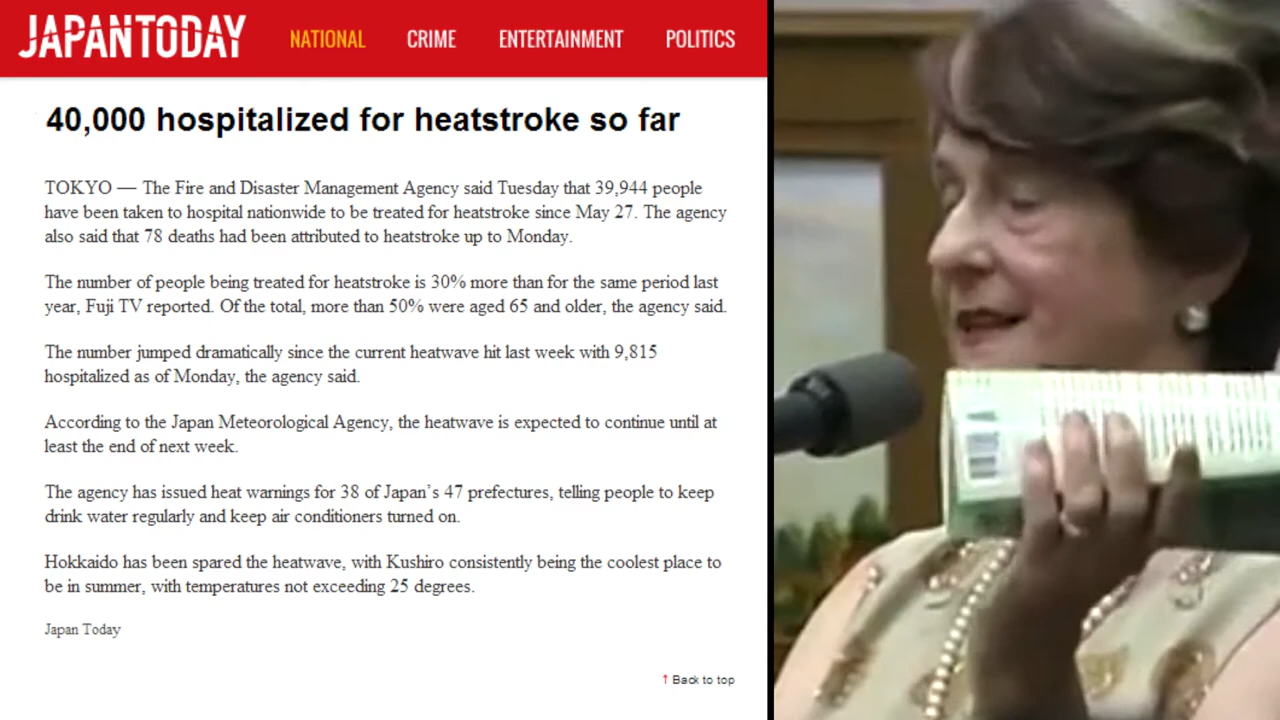 JAPANTODAY NATIONAL CRIME ENTERTAINMENT POLITICS
40,000 hospitalized for heatstroke so far
TOKYO — The Fire and Disaster Management Agency said Tuesday that 39,944 people
have been taken to hospital nationwide to be treated for heatstroke since May 27. The agency
also said that 78 deaths had been attributed to heatstroke up to Monday.
The number of people being treated for heatstroke is 30% more than for the same period last
year, Fuji TV reported. Of the total, more than 50% were aged 65 and older, the agency said.
The number jumped dramatically since the current heatwave hit last week with 9,815
hospitalized as of Monday, the agency said.
According to the Japan Meteorological Agency, the heatwave is expected to continue until at
least the end of next week.
The agency has issued heat warnings for 38 of Japan's 47 prefectures, telling people to keep
drink water regularly and keep air conditioners turned on.
Hokkaido has been spared the heatwave, with Kushiro consistently being the coolest place to
be in summer, with temperatures not exceeding 25 degrees.
Japan Today
↑ Back to top